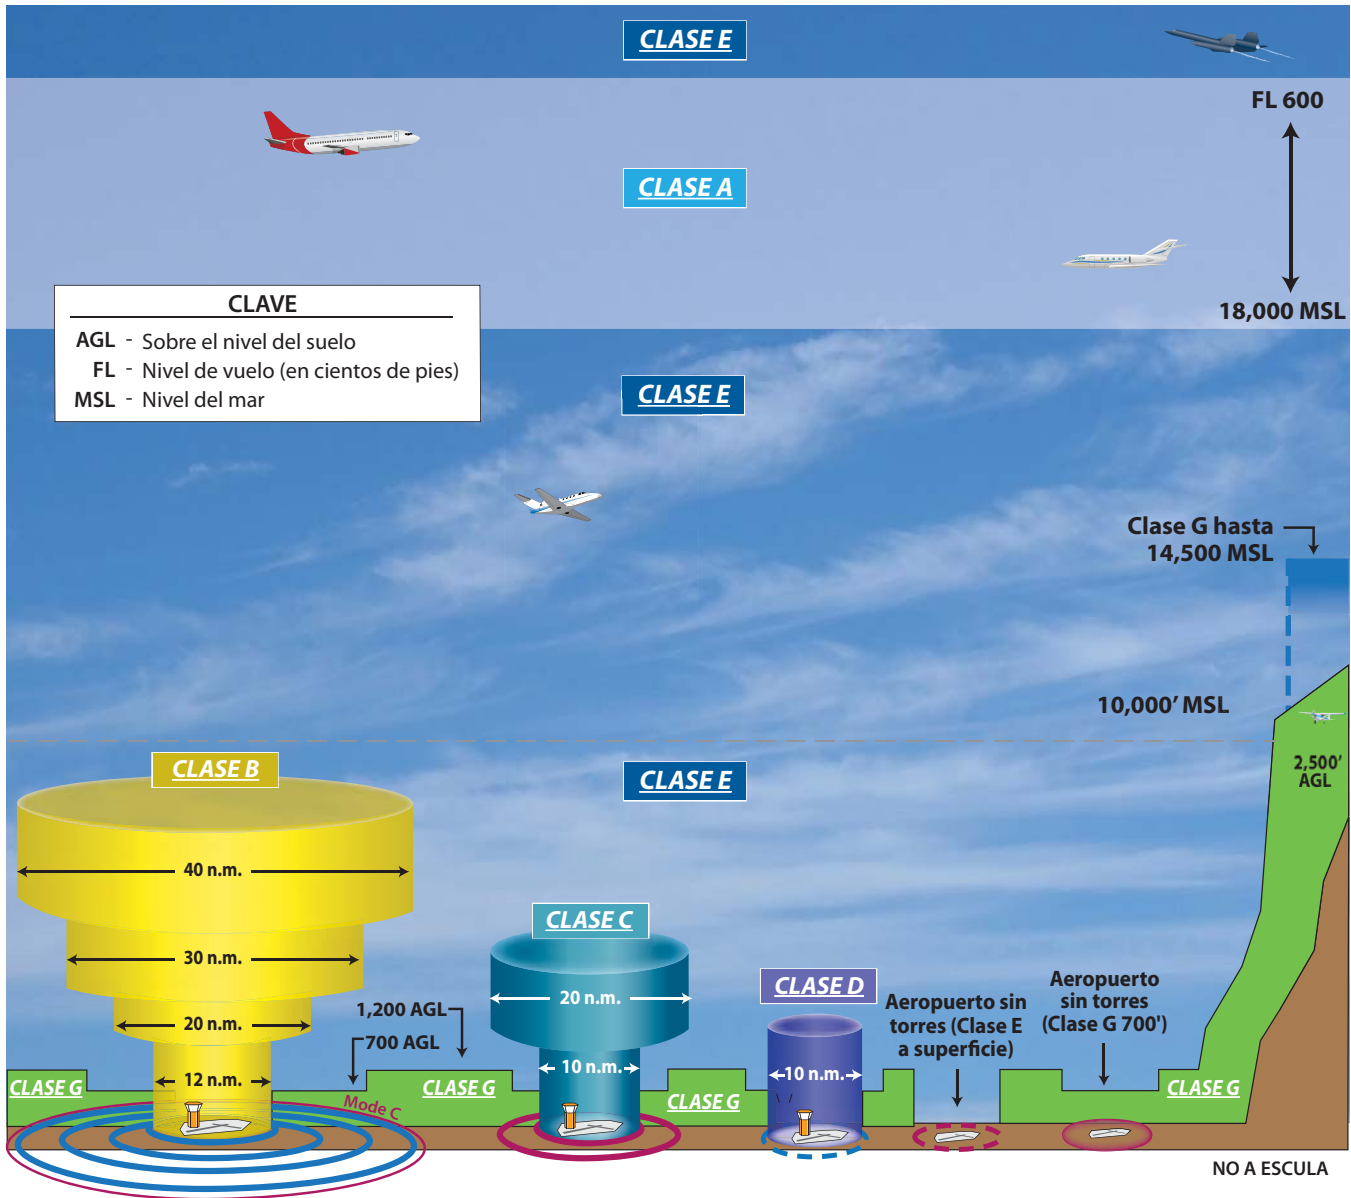 CLASE E
FL 600
CLASE A
18,000 MSL
CLAVE
AGL - Sobre el nivel del suelo
FL - Nivel de vuelo (en cientos de pies)
MSL - Nivel del mar
CLASE E
Clase G hasta
14,500 MSL
10,000’ MSL
CLASE B
CLASE E
2,500’
AGL
40 n.m.
CLASE C
30 n.m.
CLASE D
Aeropuerto
sin torres
(Clase G 700')
Aeropuerto sin
torres (Clase E
a superficie)
20 n.m.
1,200 AGL
20 n.m.
700 AGL
10 n.m.
10 n.m.
12 n.m.
CLASE G
CLASE G
CLASE G
CLASE G
Mode C
NO A ESCULA